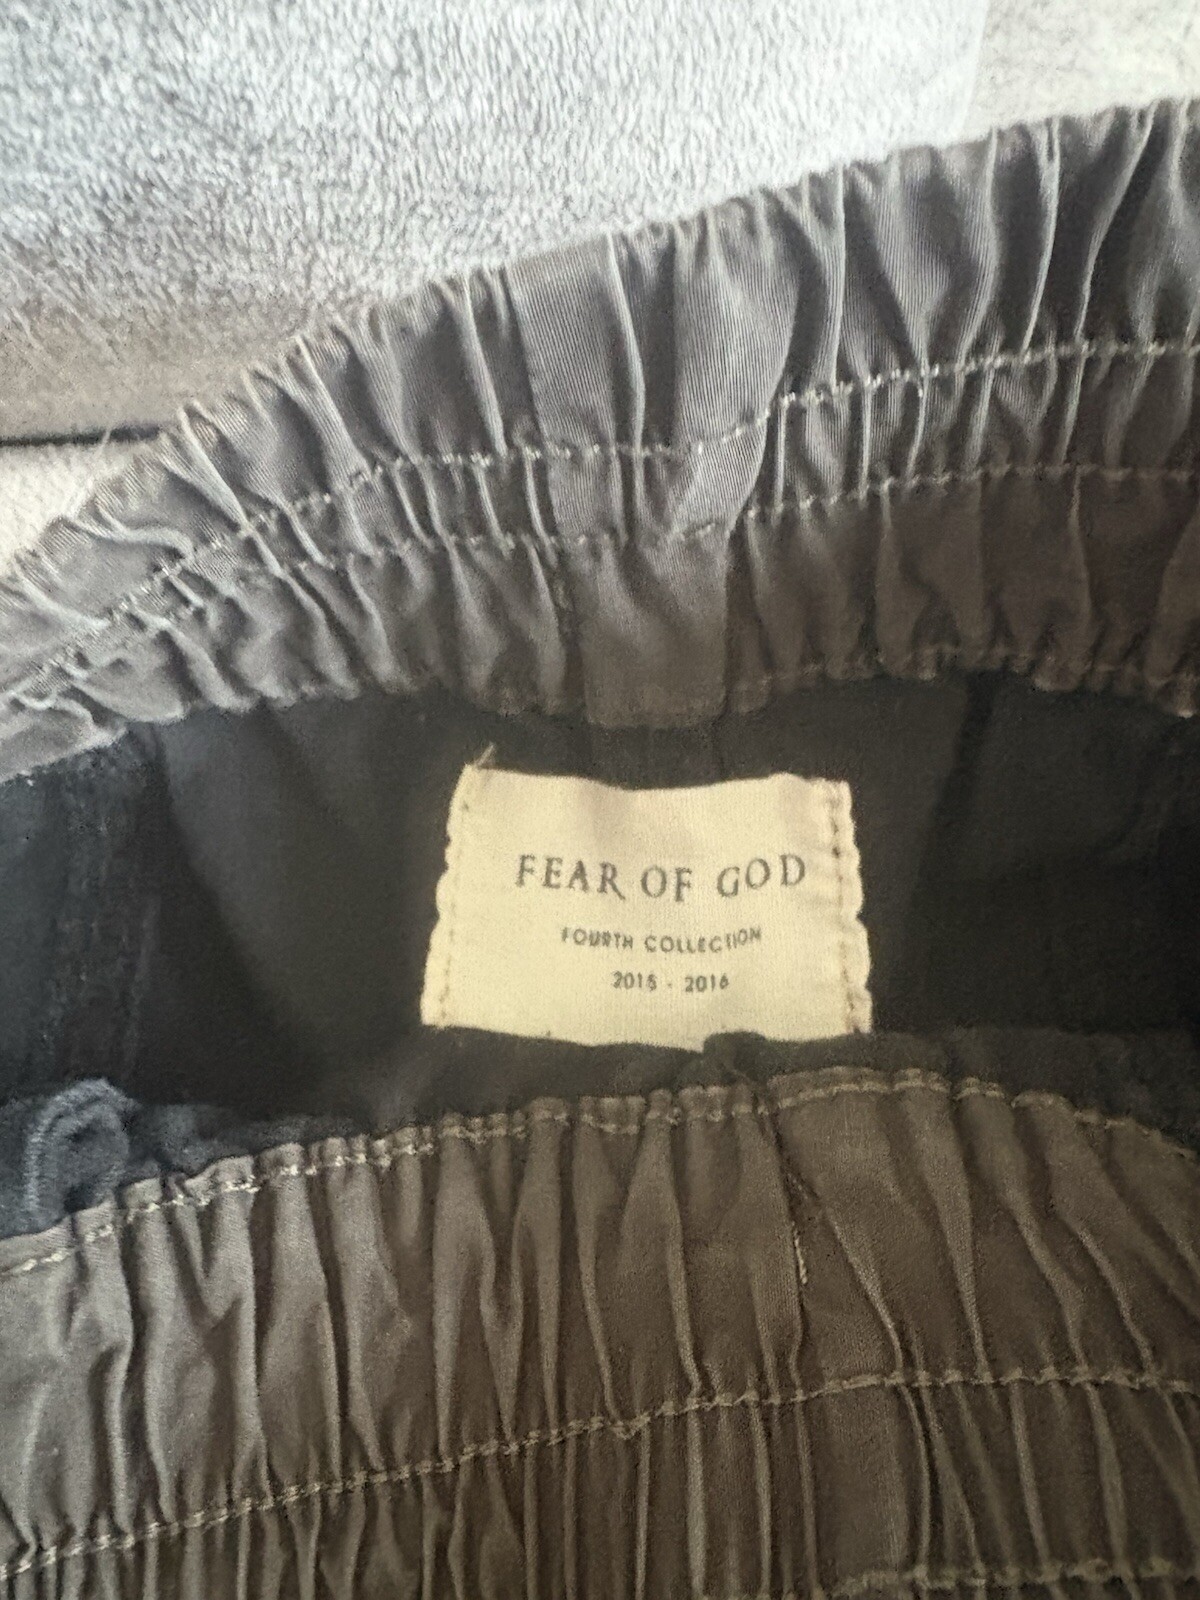 FEAR OF GOD
FOURTH COLLECTION
2015 - 2016